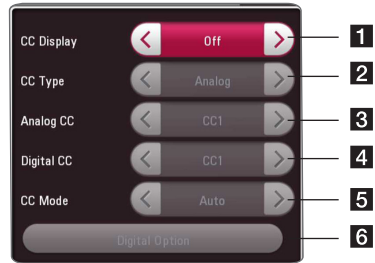 CC Display Off 1
CC Type Analog 2
Analog CC CC1 3
Digital CC CC1 4
CC Mode Auto 5
Digital Option 6